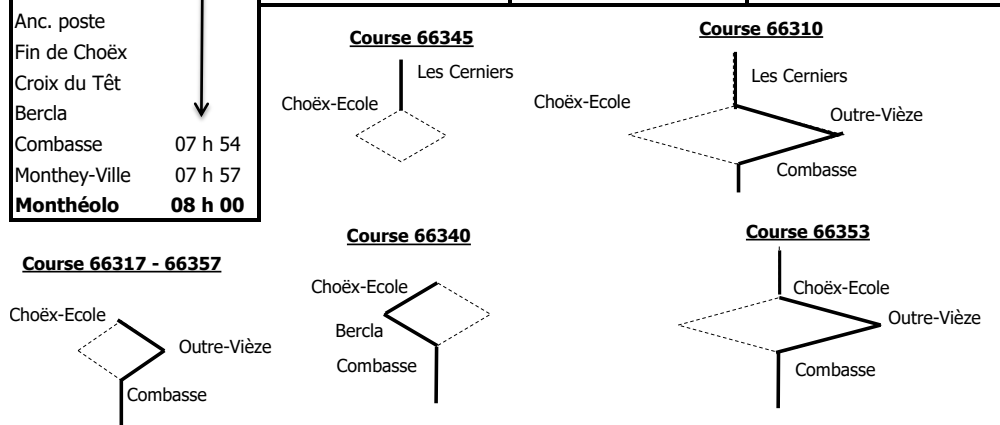 Anc. poste
Fin de Choëx
Croix du Têt
Bercla
Combasse 07 h 54
Monthey-Ville 07 h 57
Monthéolo 08 h 00
Course 66345
Les Cerniers
Choëx-Ecole
Course 66310
Les Cerniers
Choëx-Ecole
Outre-Vièze
Combasse
Course 66317 - 66357
Choëx-Ecole
Outre-Vièze
Combasse
Course 66340
Choëx-Ecole
Bercla
Combasse
Course 66353
Choëx-Ecole
Outre-Vièze
Combasse